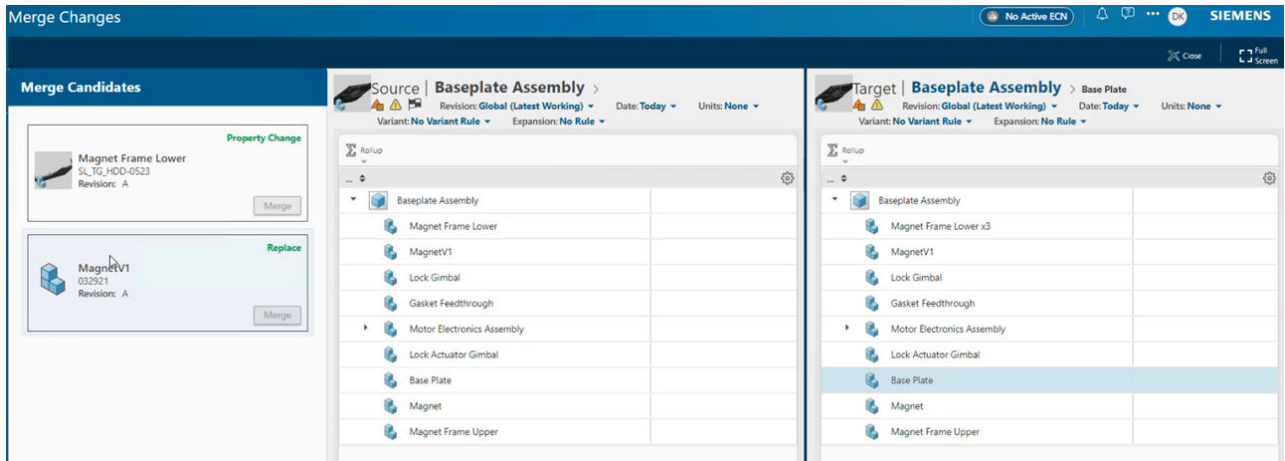 Merge Changes
No Active ECN
DK
SIEMENS
Close
Full Screen
Merge Candidates
Property Change
Magnet Frame Lower
SL_TG_HDD-0523
Revision: A
Merge
Replace
MagnetV1
032921
Revision: A
Merge
Source | Baseplate Assembly >
Revision: Global (Latest Working) Date: Today Units: None
Variant: No Variant Rule Expansion: No Rule
Rollup
...
Baseplate Assembly
Magnet Frame Lower
MagnetV1
Lock Gimbal
Gasket Feedthrough
Motor Electronics Assembly
Lock Actuator Gimbal
Base Plate
Magnet
Magnet Frame Upper
Target | Baseplate Assembly > Base Plate
Revision: Global (Latest Working) Date: Today Units: None
Variant: No Variant Rule Expansion: No Rule
Rollup
...
Baseplate Assembly
Magnet Frame Lower x3
MagnetV1
Lock Gimbal
Gasket Feedthrough
Motor Electronics Assembly
Lock Actuator Gimbal
Base Plate
Magnet
Magnet Frame Upper